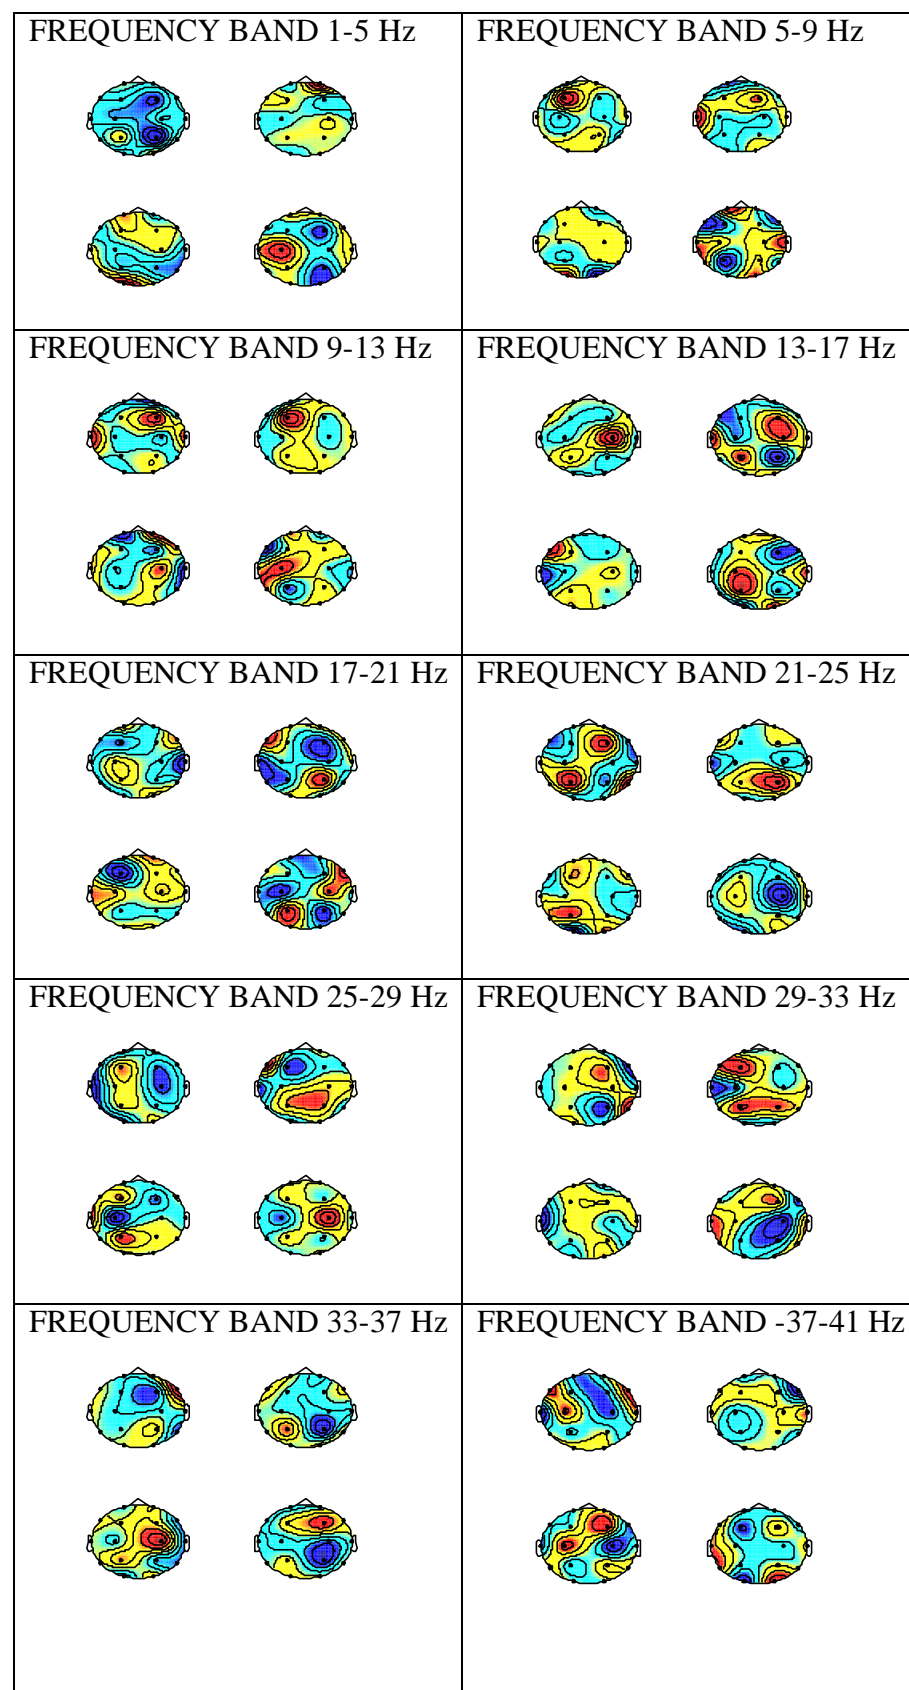 FREQUENCY BAND 1-5 Hz
FREQUENCY BAND 5-9 Hz
FREQUENCY BAND 9-13 Hz
FREQUENCY BAND 13-17 Hz
FREQUENCY BAND 17-21 Hz
FREQUENCY BAND 21-25 Hz
FREQUENCY BAND 25-29 Hz
FREQUENCY BAND 29-33 Hz
FREQUENCY BAND 33-37 Hz
FREQUENCY BAND -37-41 Hz